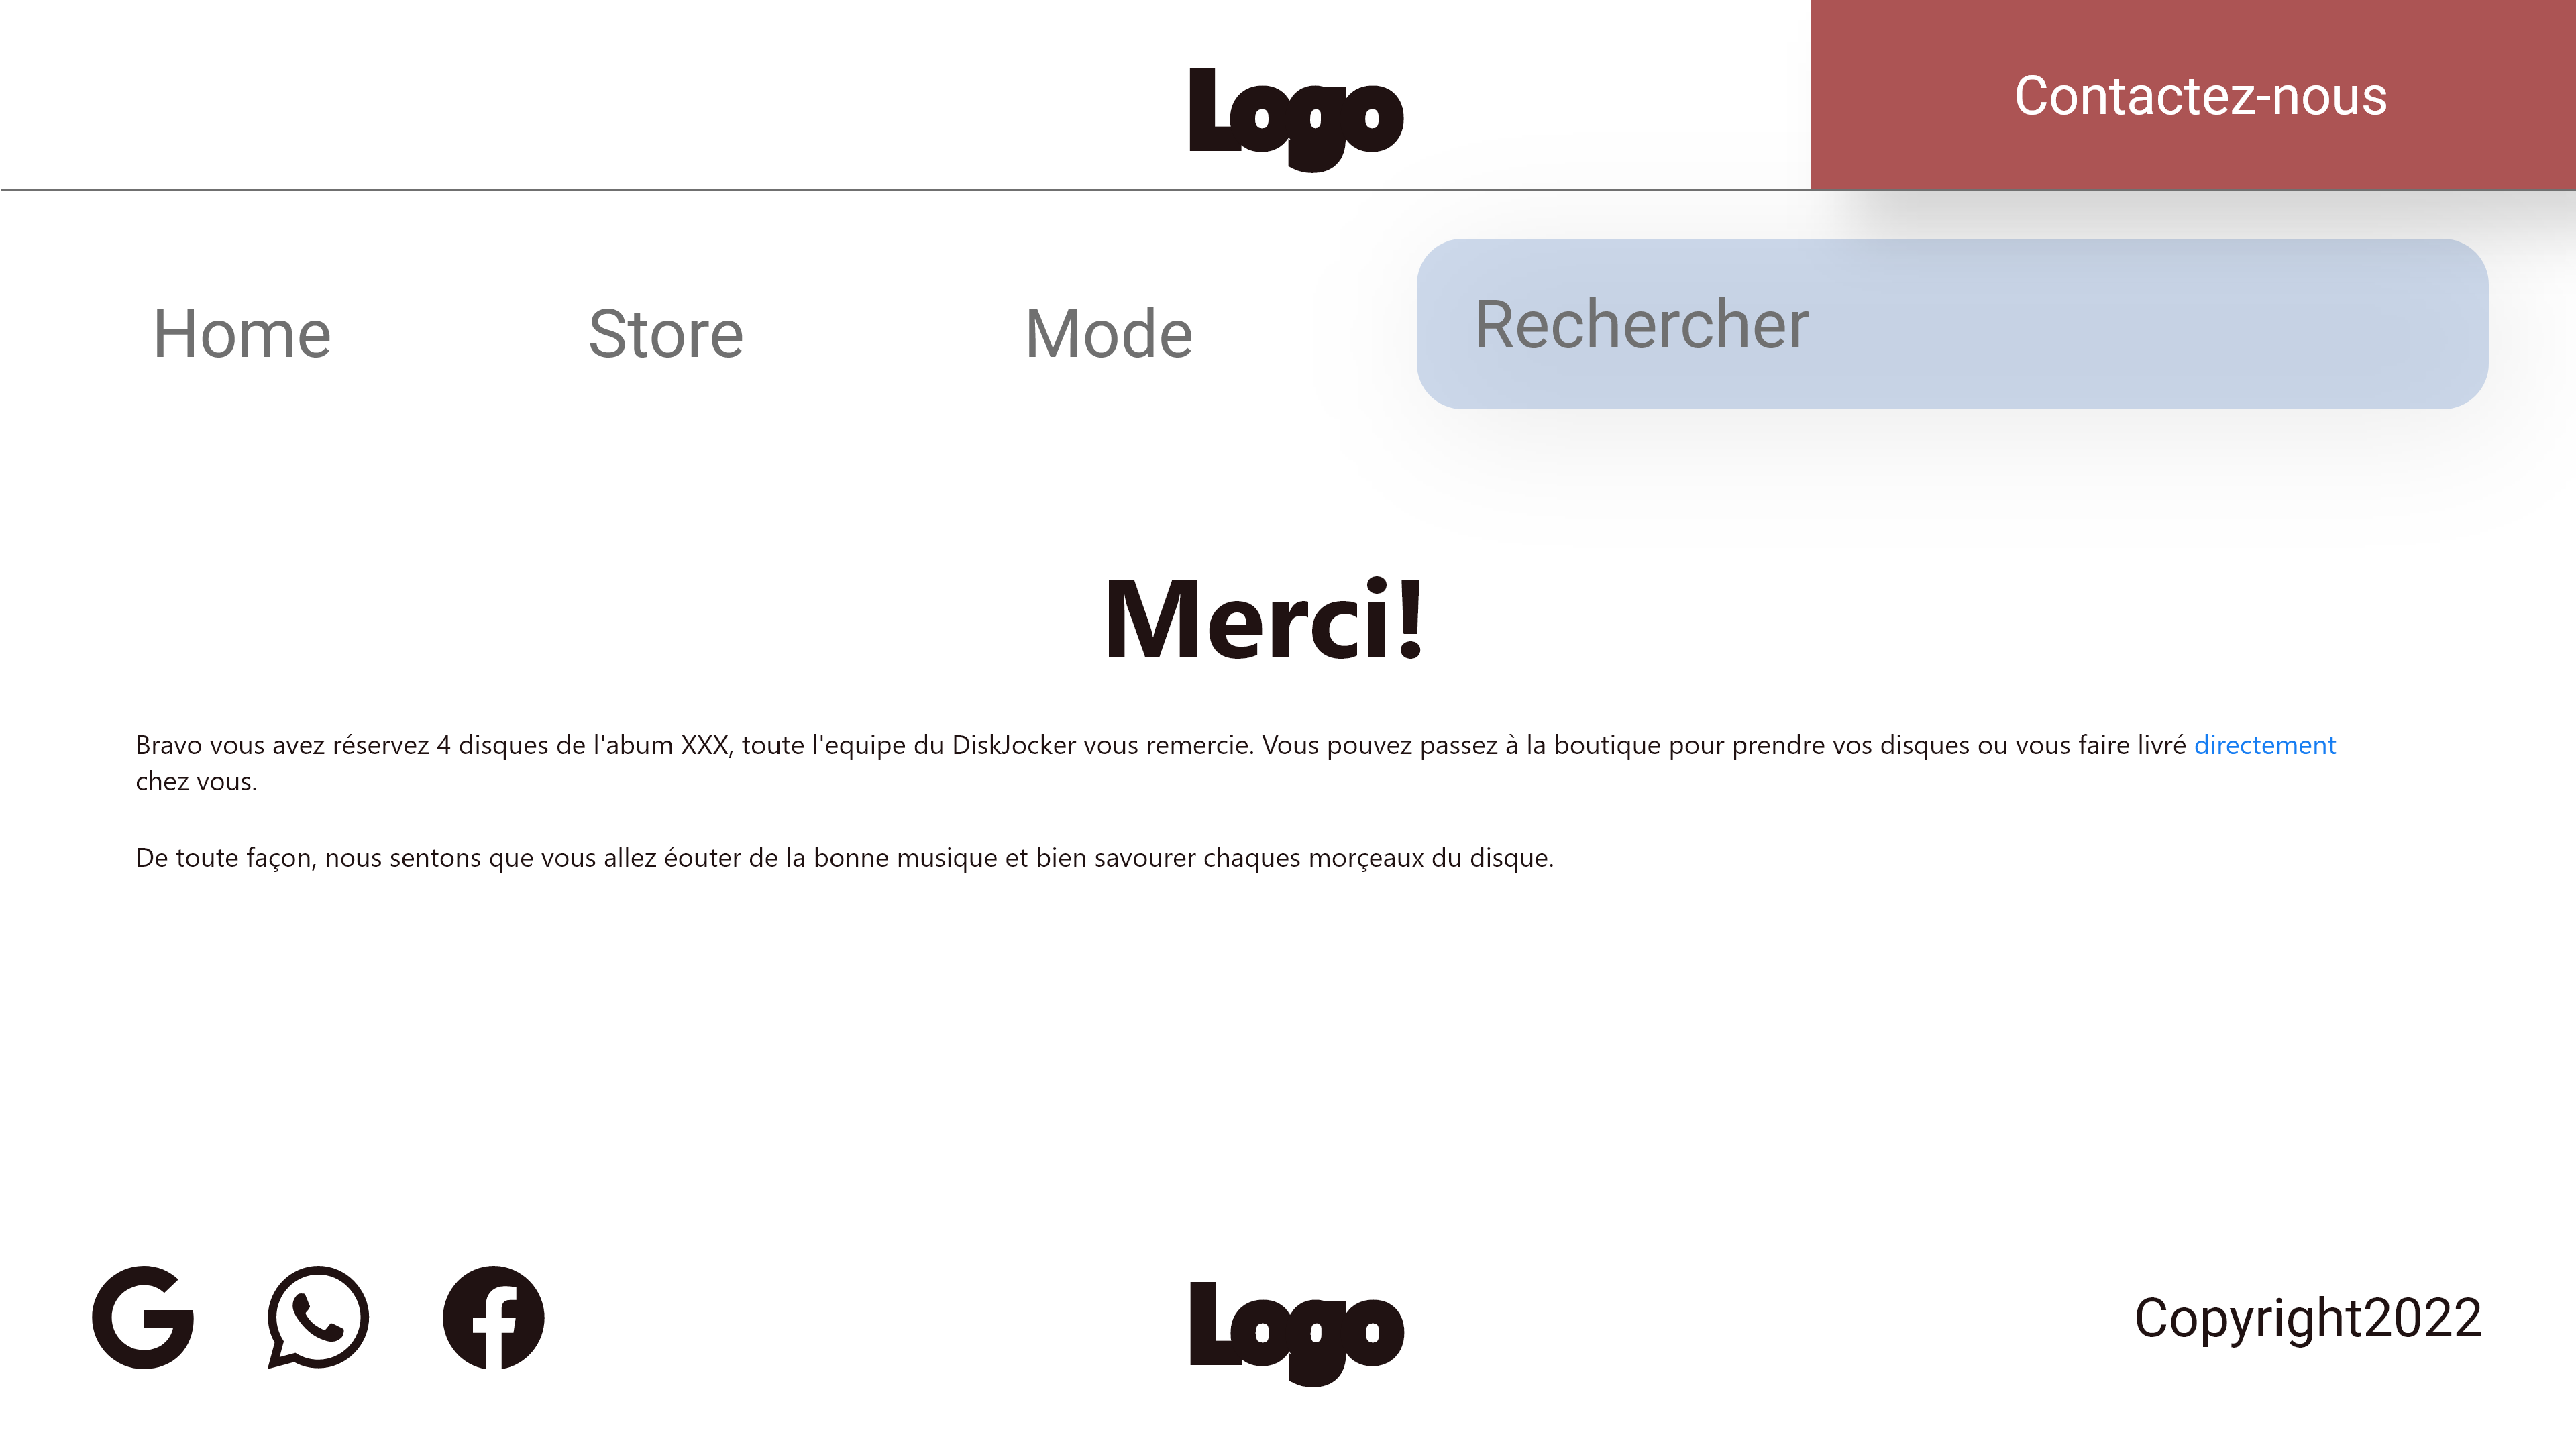 Logo
Contactez-nous
Home
Store
Mode
Rechercher
Merci!
Bravo vous avez réservez 4 disques de l'abum XXX, toute l'equipe du DiskJocker vous remercie. Vous pouvez passez à la boutique pour prendre vos disques ou vous faire livré directement
chez vous.
De toute façon, nous sentons que vous allez éouter de la bonne musique et bien savourer chaques morçeaux du disque.
Logo
Copyright2022